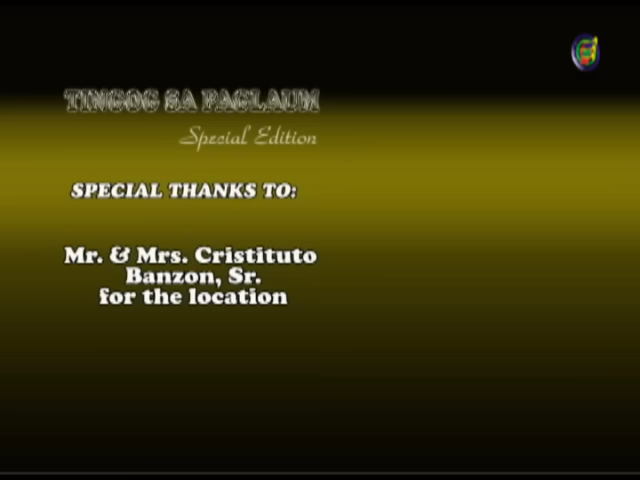 TINGOG SA PAGLAUM
Special Edition
SPECIAL THANKS TO:
Mr. & Mrs. Cristituto
Banzon, Sr.
for the location